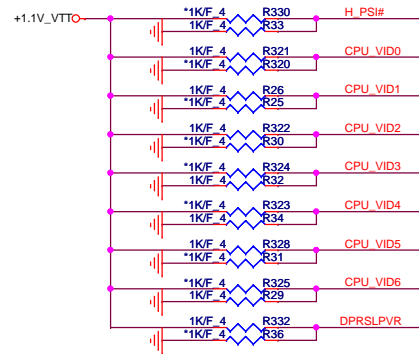 *1K/F_4 R330 H_PSI#
+1.1V_VTT 1K/F_4 R33
1K/F_4 R321 CPU_VID0
*1K/F_4 R320
1K/F_4 R26 CPU_VID1
*1K/F_4 R25
1K/F_4 R322 CPU_VID2
*1K/F_4 R30
1K/F_4 R324 CPU_VID3
*1K/F_4 R32
*1K/F_4 R323 CPU_VID4
1K/F_4 R34
1K/F_4 R328 CPU_VID5
*1K/F_4 R31
*1K/F_4 R325 CPU_VID6
1K/F_4 R29
1K/F_4 R332 DPRSLPVR
*1K/F_4 R36